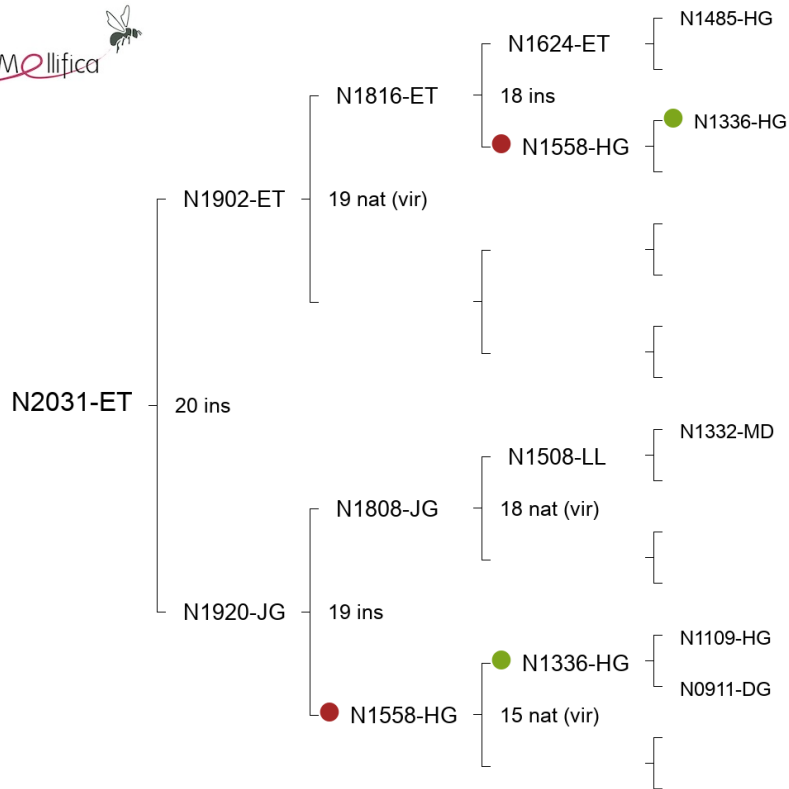 Mellifica
N1485-HG
N1624-ET
N1816-ET
18 ins
N1336-HG
N1558-HG
N1902-ET
19 nat (vir)
N2031-ET
20 ins
N1332-MD
N1508-LL
N1808-JG
18 nat (vir)
N1920-JG
19 ins
N1109-HG
N1336-HG
N0911-DG
N1558-HG
15 nat (vir)